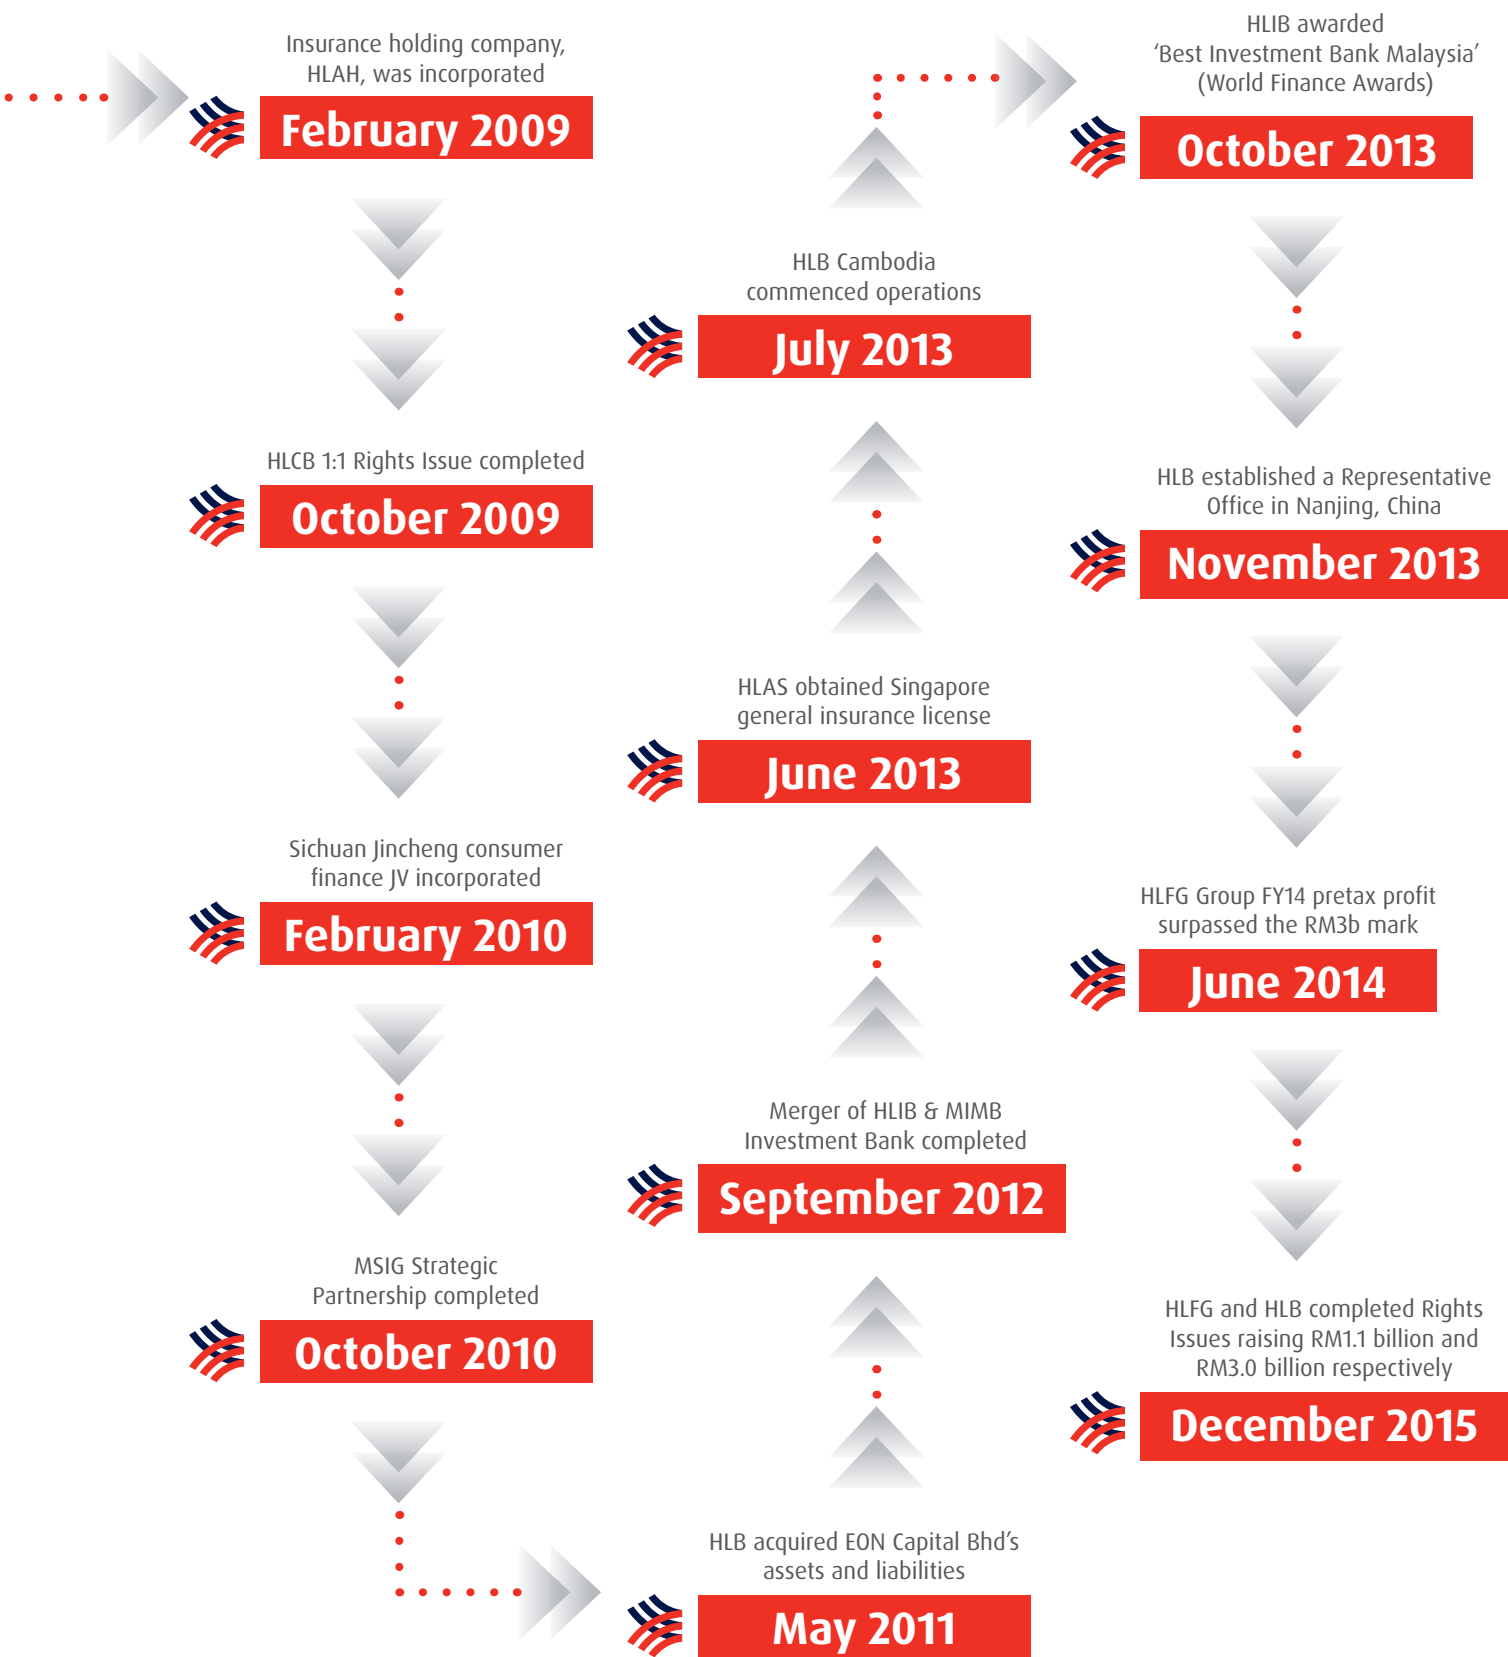 Insurance holding company,
HLAH, was incorporated
February 2009
HLCB 1:1 Rights Issue completed
October 2009
Sichuan Jincheng consumer
finance JV incorporated
February 2010
MSIG Strategic
Partnership completed
October 2010
HLB acquired EON Capital Bhd's
assets and liabilities
May 2011
Merger of HLIB & MIMB
Investment Bank completed
September 2012
HLAS obtained Singapore
general insurance license
June 2013
HLB Cambodia
commenced operations
July 2013
HLIB awarded
‘Best Investment Bank Malaysia’
(World Finance Awards)
October 2013
HLB established a Representative
Office in Nanjing, China
November 2013
HLFG Group FY14 pretax profit
surpassed the RM3b mark
June 2014
HLFG and HLB completed Rights
Issues raising RM1.1 billion and
RM3.0 billion respectively
December 2015